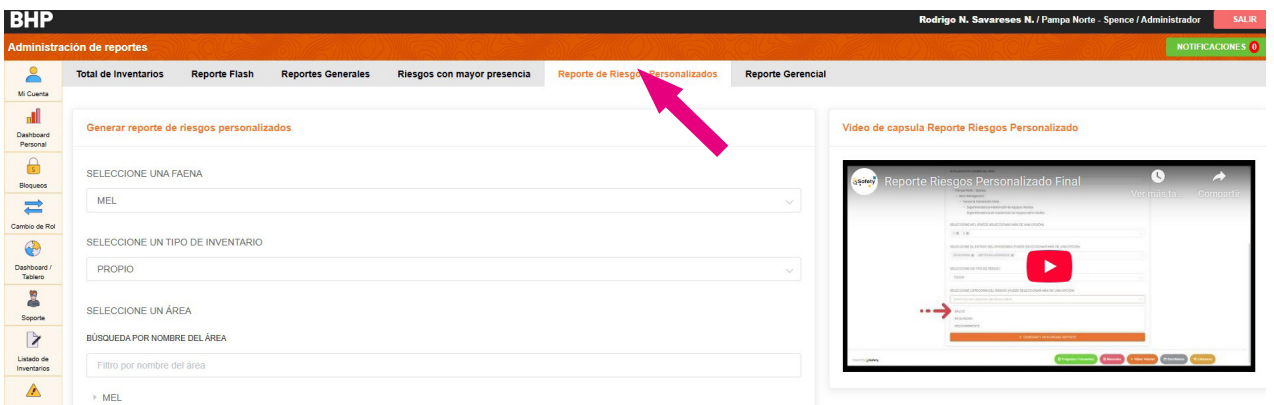 BHP
Rodrigo N. Savareses N. / Pampa Norte - Spence / Administrador
SALIR
Administración de reportes
NOTIFICACIONES 0
Mi Cuenta
Dashboard
Personal
Bloqueos
Cambio de Rol
Dashboard /
Tablero
Soporte
Listado de
Inventarios
Total de Inventarios
Reporte Flash
Reportes Generales
Riesgos con mayor presencia
Reporte de Riesgos Personalizados
Reporte Gerencial
Generar reporte de riesgos personalizados
SELECCIONE UNA FAENA
MEL
SELECCIONE UN TIPO DE INVENTARIO
PROPIO
SELECCIONE UN ÁREA
BÚSQUEDA POR NOMBRE DEL ÁREA
Filtro por nombre del área
MEL
Video de capsula Reporte Riesgos Personalizado
Reporte Riesgos Personalizado Final
Ver más ta...
Compartir